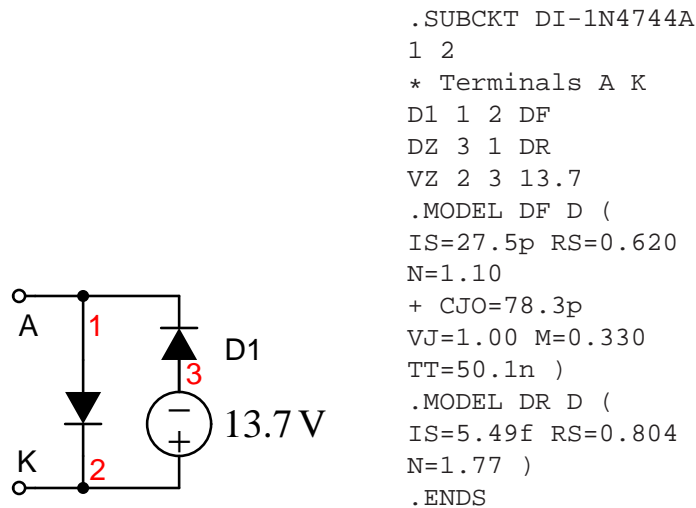 A
1
D1
3
13.7 V
K
2
.SUBCKT DI-1N4744A
1 2
* Terminals A K
D1 1 2 DF
DZ 3 1 DR
VZ 2 3 13.7
.MODEL DF D (
IS=27.5p RS=0.620
N=1.10
+ CJO=78.3p
VJ=1.00 M=0.330
TT=50.1n )
.MODEL DR D (
IS=5.49f RS=0.804
N=1.77 )
.ENDS